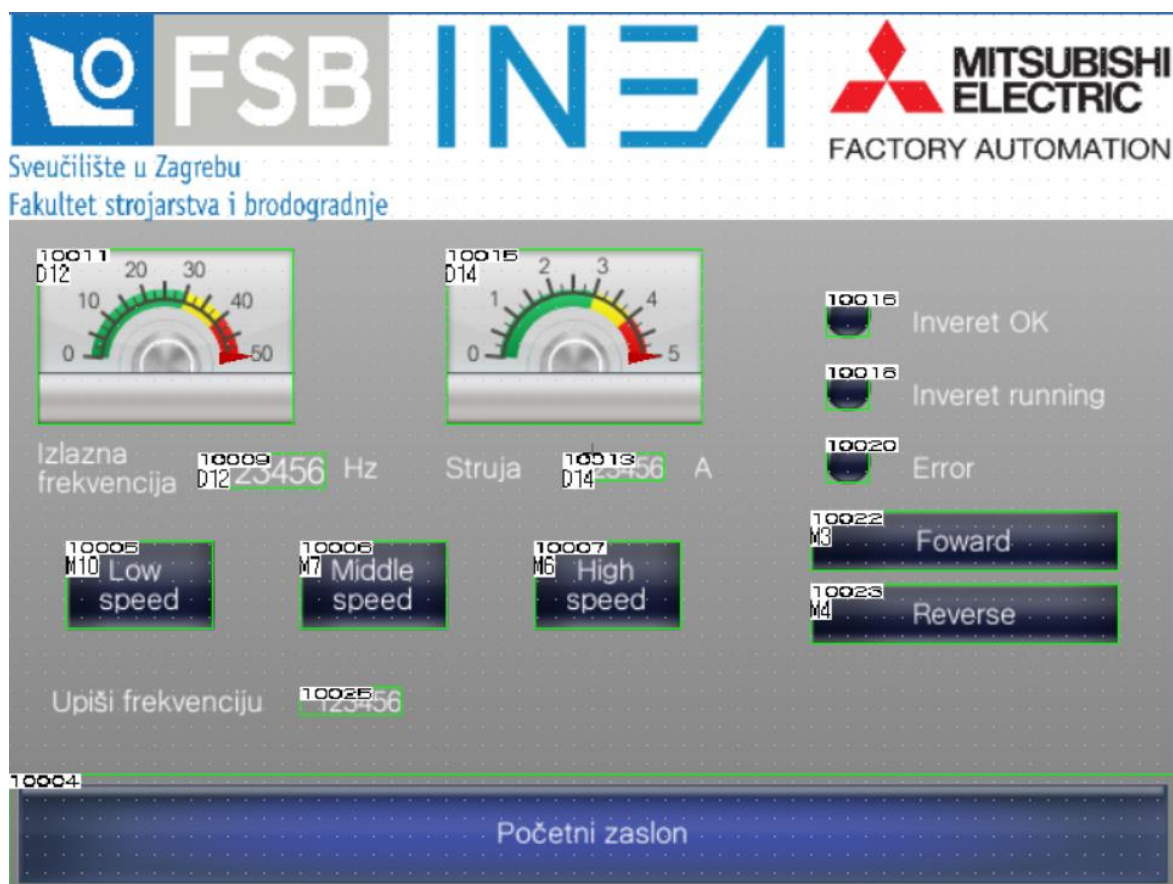 FSB
INEA
MITSUBISHI
ELECTRIC
FACTORY AUTOMATION
Sveučilište u Zagrebu
Fakultet strojarstva i brodogradnje
10011
D12
0 10 20 30 40 50
10015
D14
0 1 2 3 4 5
10016
Inveret OK
10018
Inveret running
10020
Error
Izlazna
frekvencija
10009
D12
123456 Hz
Struja
10013
D14
123456 A
10022
M3
Foward
10023
M4
Reverse
10005
M10
Low
speed
10006
M7
Middle
speed
10007
M6
High
speed
Upiši frekvenciju
10025
123456
10004
Početni zaslon